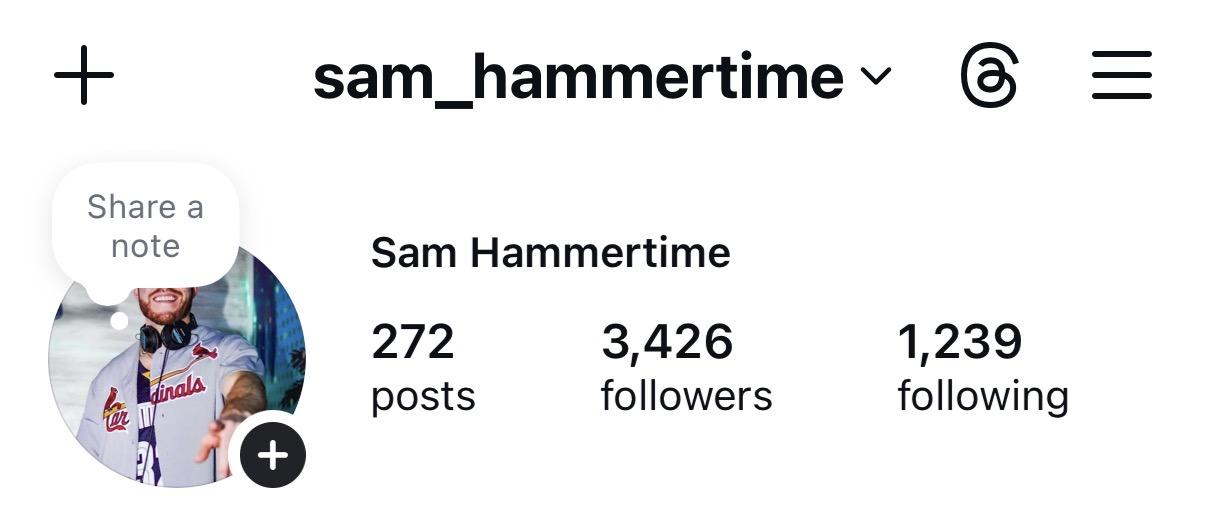 sam_hammertime
Share a
note
Sam Hammertime
272
posts
3,426
followers
1,239
following
Cardinals